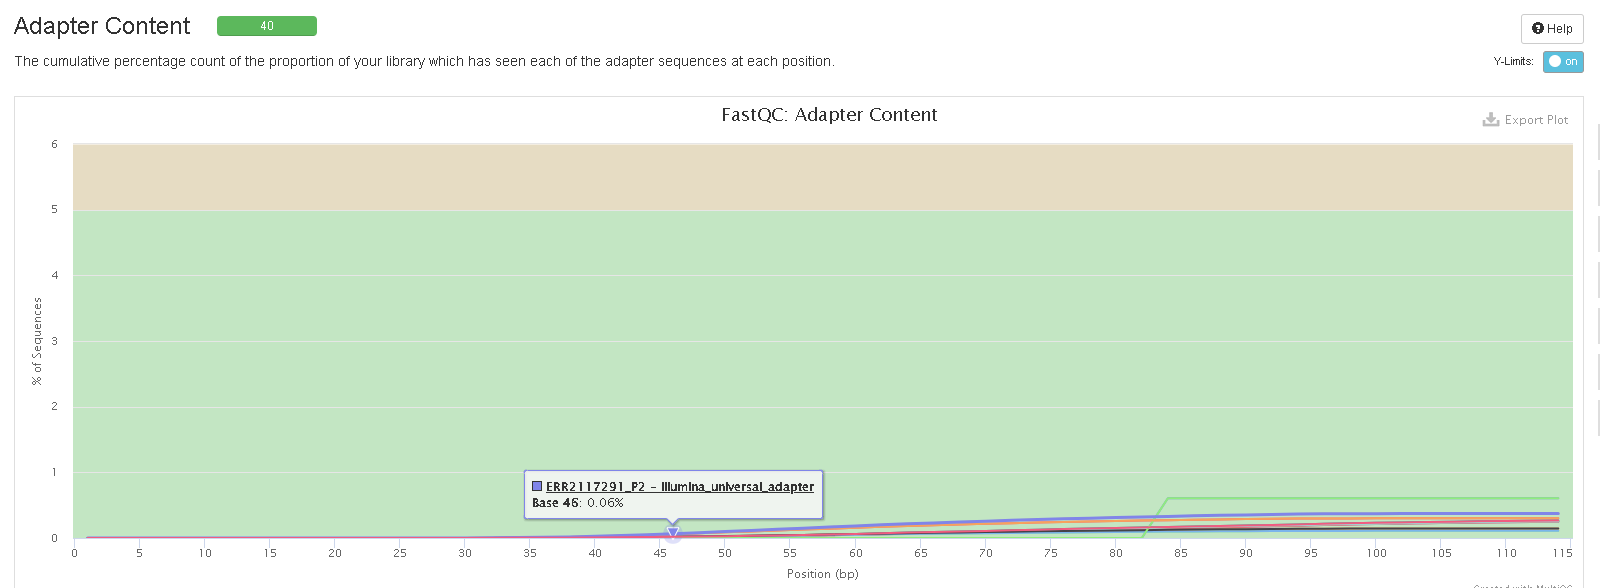 Adapter Content 40
Help
The cumulative percentage count of the proportion of your library which has seen each of the adapter sequences at each position.
Y-Limits: on
FastQC: Adapter Content
Export Plot
6
5
4
3
2
1
0
% of Sequences
ERR2117291_P2 - illumina_universal_adapter
Base 46: 0.06%
0 5 10 15 20 25 30 35 40 45 50 55 60 65 70 75 80 85 90 95 100 105 110 115
Position (bp)
Created with MultiQC